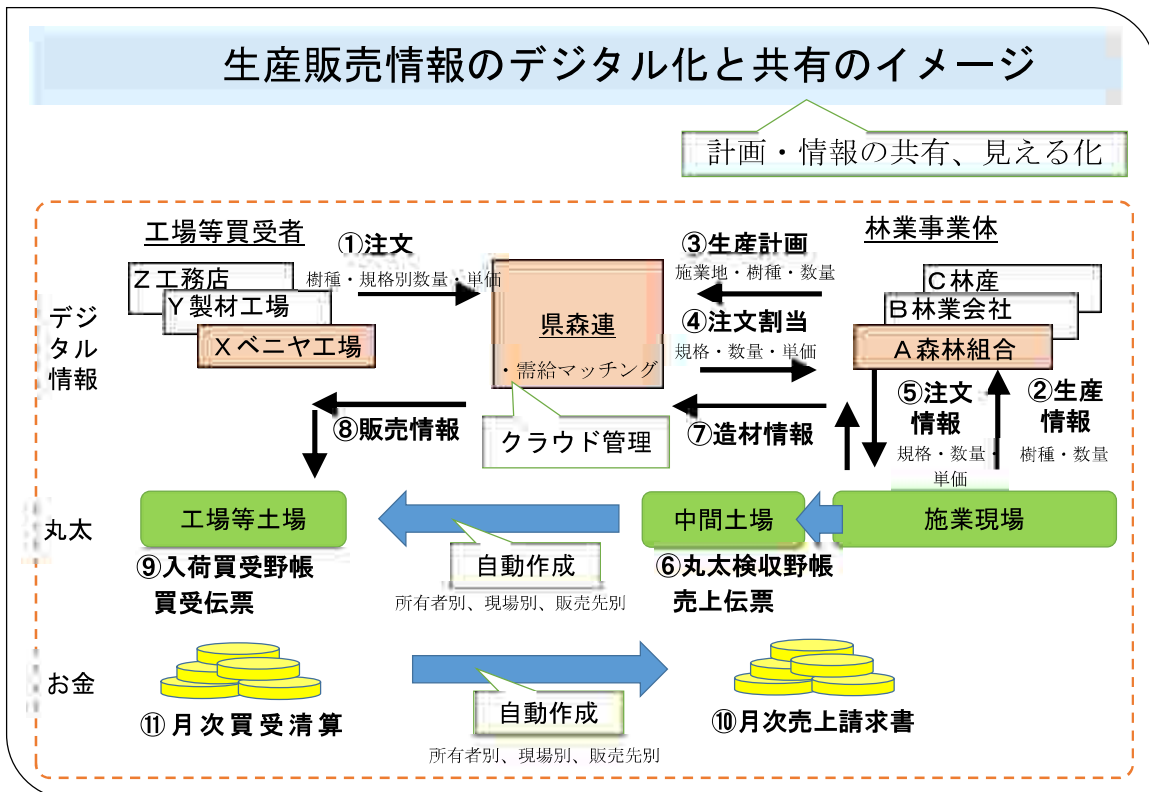 生産販売情報のデジタル化と共有のイメージ
計画・情報の共有、見える化
工場等買受者
Z工務店
Y製材工場
Xベニヤ工場
①注文
樹種・規格別数量・単価
県森連
・需給マッチング
クラウド管理
③生産計画
施業地・樹種・数量
④注文割当
規格・数量・単価
林業事業体
C林産
B林業会社
A森林組合
デジ
タル
情報
⑧販売情報
⑦造材情報
⑤注文
情報
規格・数量・
単価
②生産
情報
樹種・数量
丸太
工場等土場
中間土場
施業現場
⑨入荷買受野帳
買受伝票
自動作成
所有者別、現場別、販売先別
⑥丸太検収野帳
売上伝票
お金
⑪月次買受清算
自動作成
所有者別、現場別、販売先別
⑩月次売上請求書